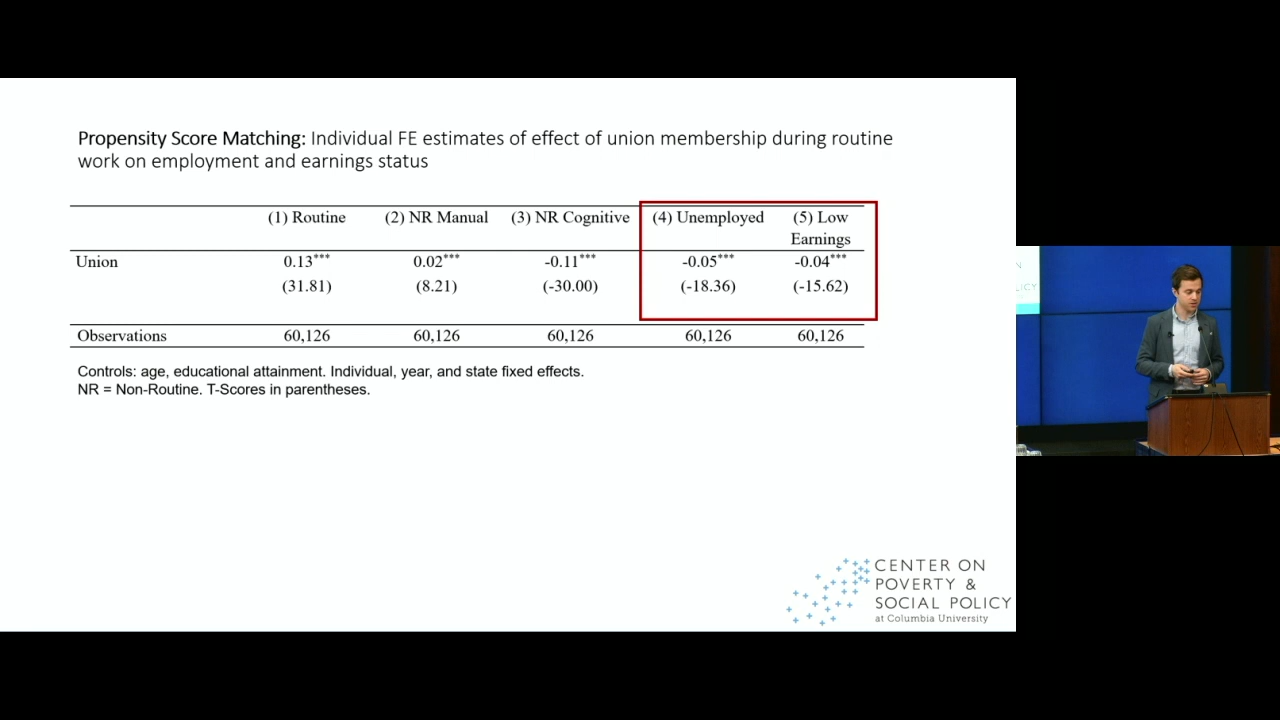 Propensity Score Matching: Individual FE estimates of effect of union membership during routine
work on employment and earnings status
(1) Routine (2) NR Manual (3) NR Cognitive (4) Unemployed (5) Low
Earnings
Union 0.13*** 0.02*** -0.11*** -0.05*** -0.04***
(31.81) (8.21) (-30.00) (-18.36) (-15.62)
Observations 60,126 60,126 60,126 60,126 60,126
Controls: age, educational attainment. Individual, year, and state fixed effects.
NR = Non-Routine. T-Scores in parentheses.
CENTER ON
POVERTY &
SOCIAL POLICY
at Columbia University